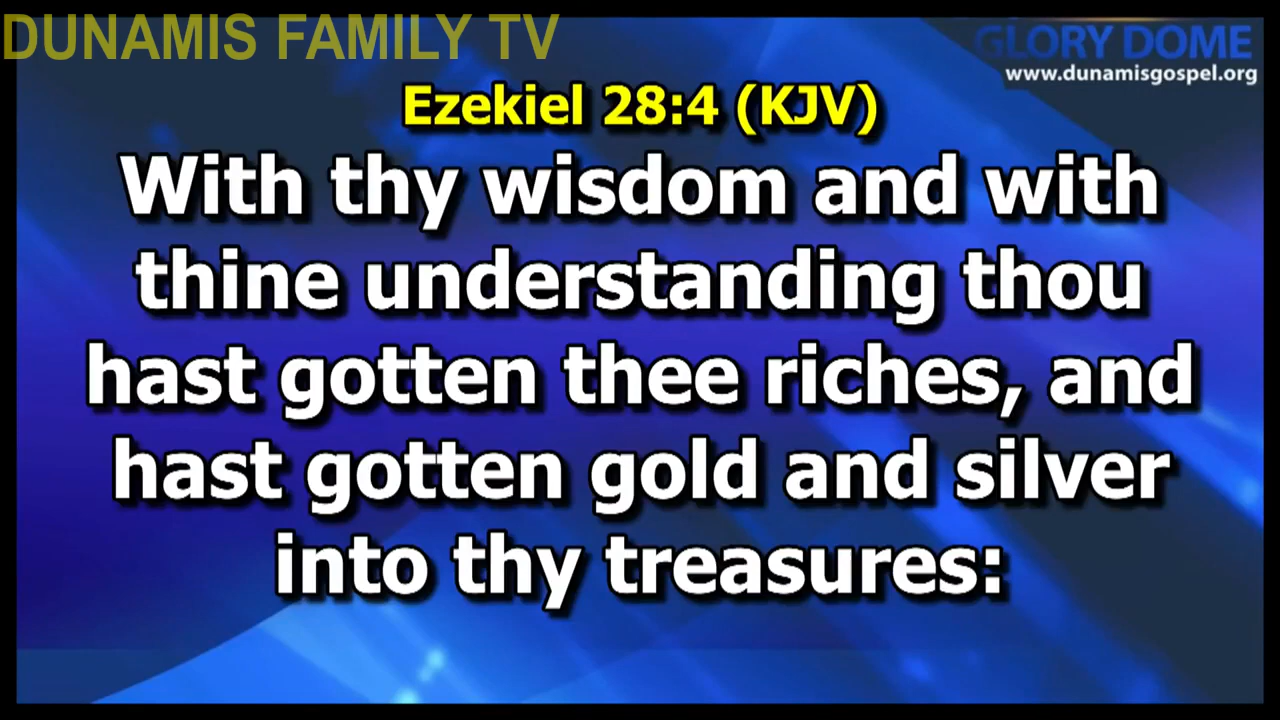 DUNAMIS FAMILY TV
GLORY DOME
www.dunamisgospel.org
Ezekiel 28:4 (KJV)
With thy wisdom and with
thine understanding thou
hast gotten thee riches, and
hast gotten gold and silver
into thy treasures: